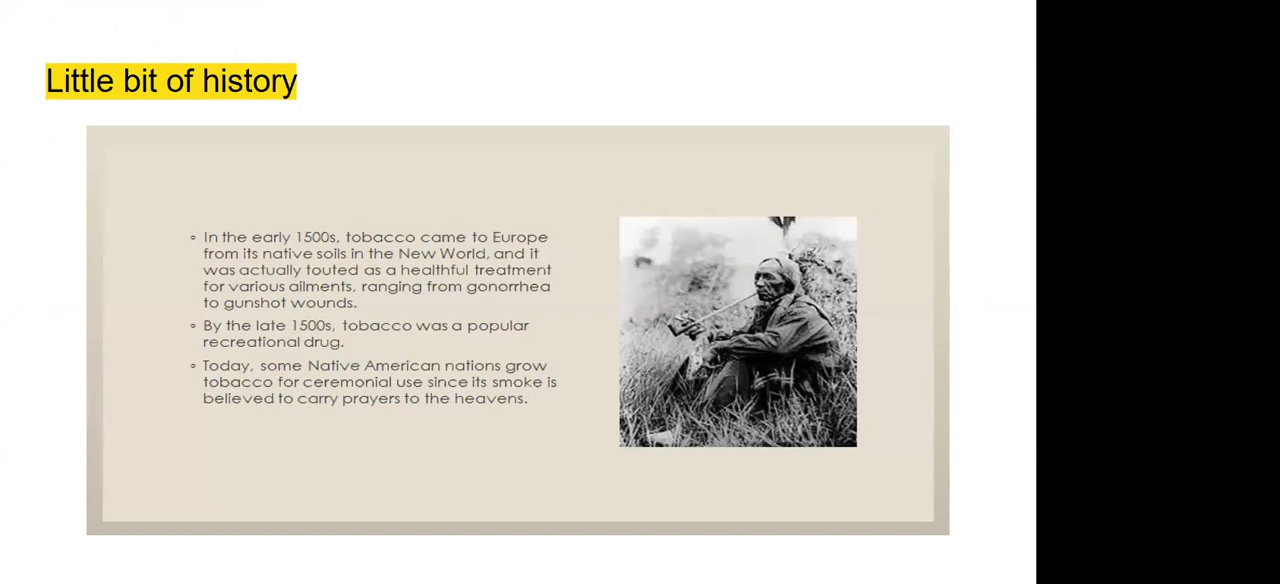 Little bit of history
◦ In the early 1500s, tobacco came to Europe
from its native soils in the New World, and it
was actually touted as a healthful treatment
for various ailments, ranging from gonorrhea
to gunshot wounds.
◦ By the late 1500s, tobacco was a popular
recreational drug.
◦ Today, some Native American nations grow
tobacco for ceremonial use since its smoke is
believed to carry prayers to the heavens.